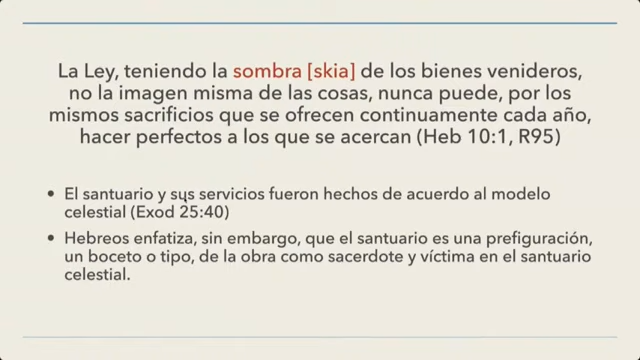 La Ley, teniendo la sombra [skia] de los bienes venideros,
no la imagen misma de las cosas, nunca puede, por los
mismos sacrificios que se ofrecen continuamente cada año,
hacer perfectos a los que se acercan (Heb 10:1, R95)
• El santuario y sus servicios fueron hechos de acuerdo al modelo
celestial (Exod 25:40)
• Hebreos enfatiza, sin embargo, que el santuario es una prefiguración,
un boceto o tipo, de la obra como sacerdote y víctima en el santuario
celestial.